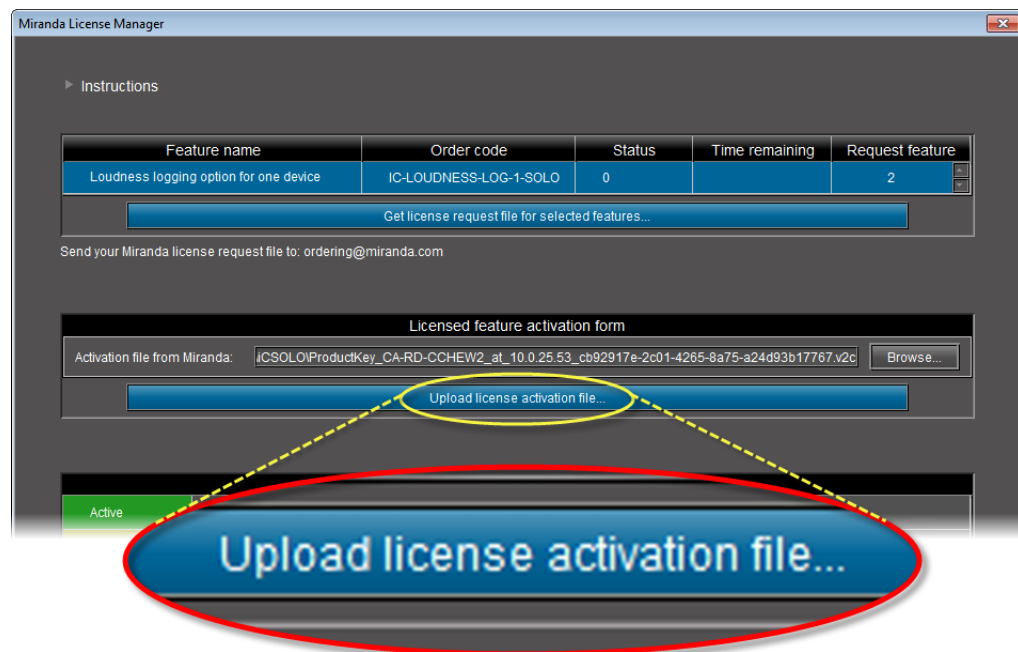 Miranda License Manager
Instructions
Feature name Order code Status Time remaining Request feature
Loudness logging option for one device IC-LOUDNESS-LOG-1-SOLO 0 2
Get license request file for selected features...
Send your Miranda license request file to: ordering@miranda.com
Licensed feature activation form
Activation file from Miranda: iCSOLO\ProductKey_CA-RD-CCHEW2_at_10.0.25.53_cb92917e-2c01-4265-8a75-a24d93b17767.v2c Browse...
Upload license activation file...
Active
Upload license activation file...